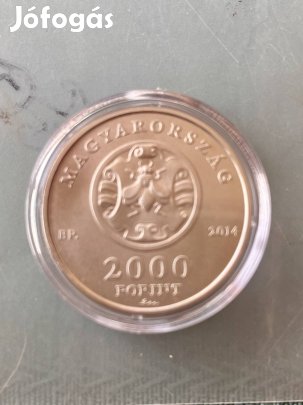 Jófogás
MAGYARORSZÁG
BP. 2014
2000
FORINT